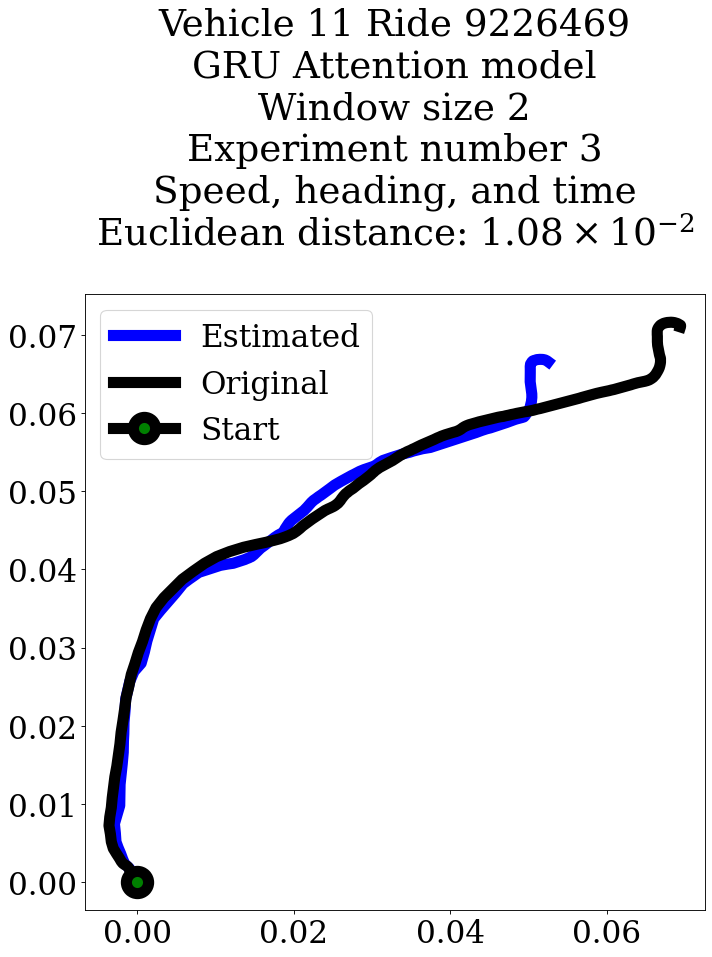 Vehicle 11 Ride 9226469
GRU Attention model
Window size 2
Experiment number 3
Speed, heading, and time
Euclidean distance: 1.08 × 10⁻²
Estimated
Original
Start
0.07
0.06
0.05
0.04
0.03
0.02
0.01
0.00
0.00 0.02 0.04 0.06